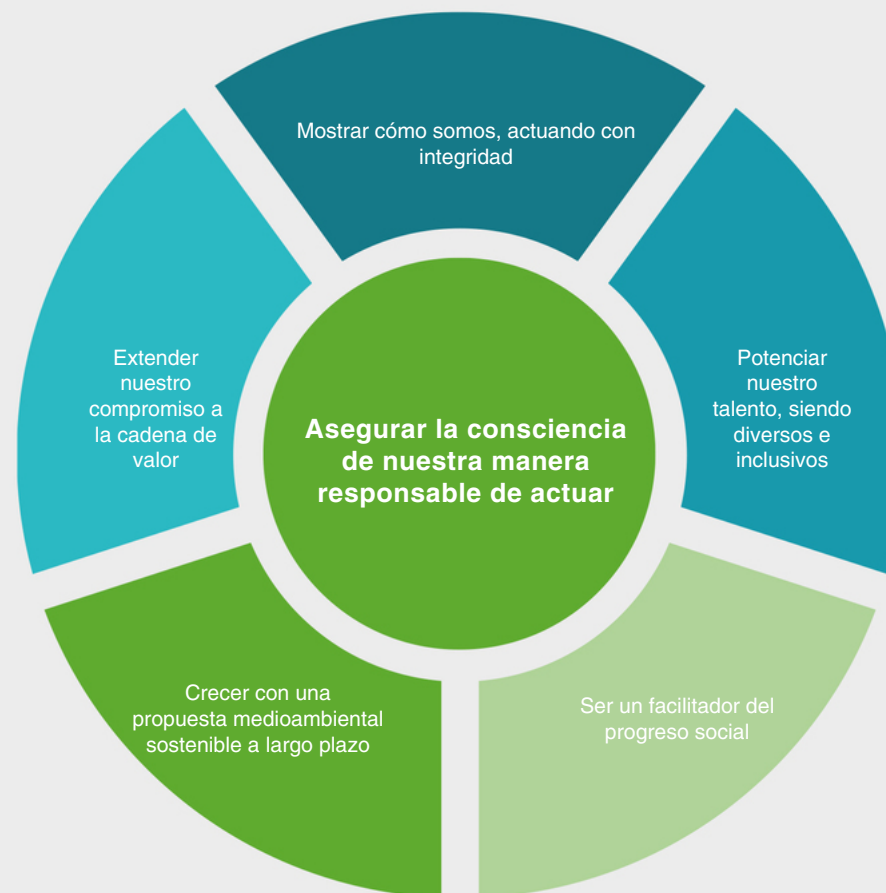 Mostrar cómo somos, actuando con
integridad
Extender
nuestro
compromiso a
la cadena de
valor
Potenciar
nuestro
talento, siendo
diversos e
inclusivos
Asegurar la consciencia
de nuestra manera
responsable de actuar
Crecer con una
propuesta medioambiental
sostenible a largo plazo
Ser un facilitador del
progreso social